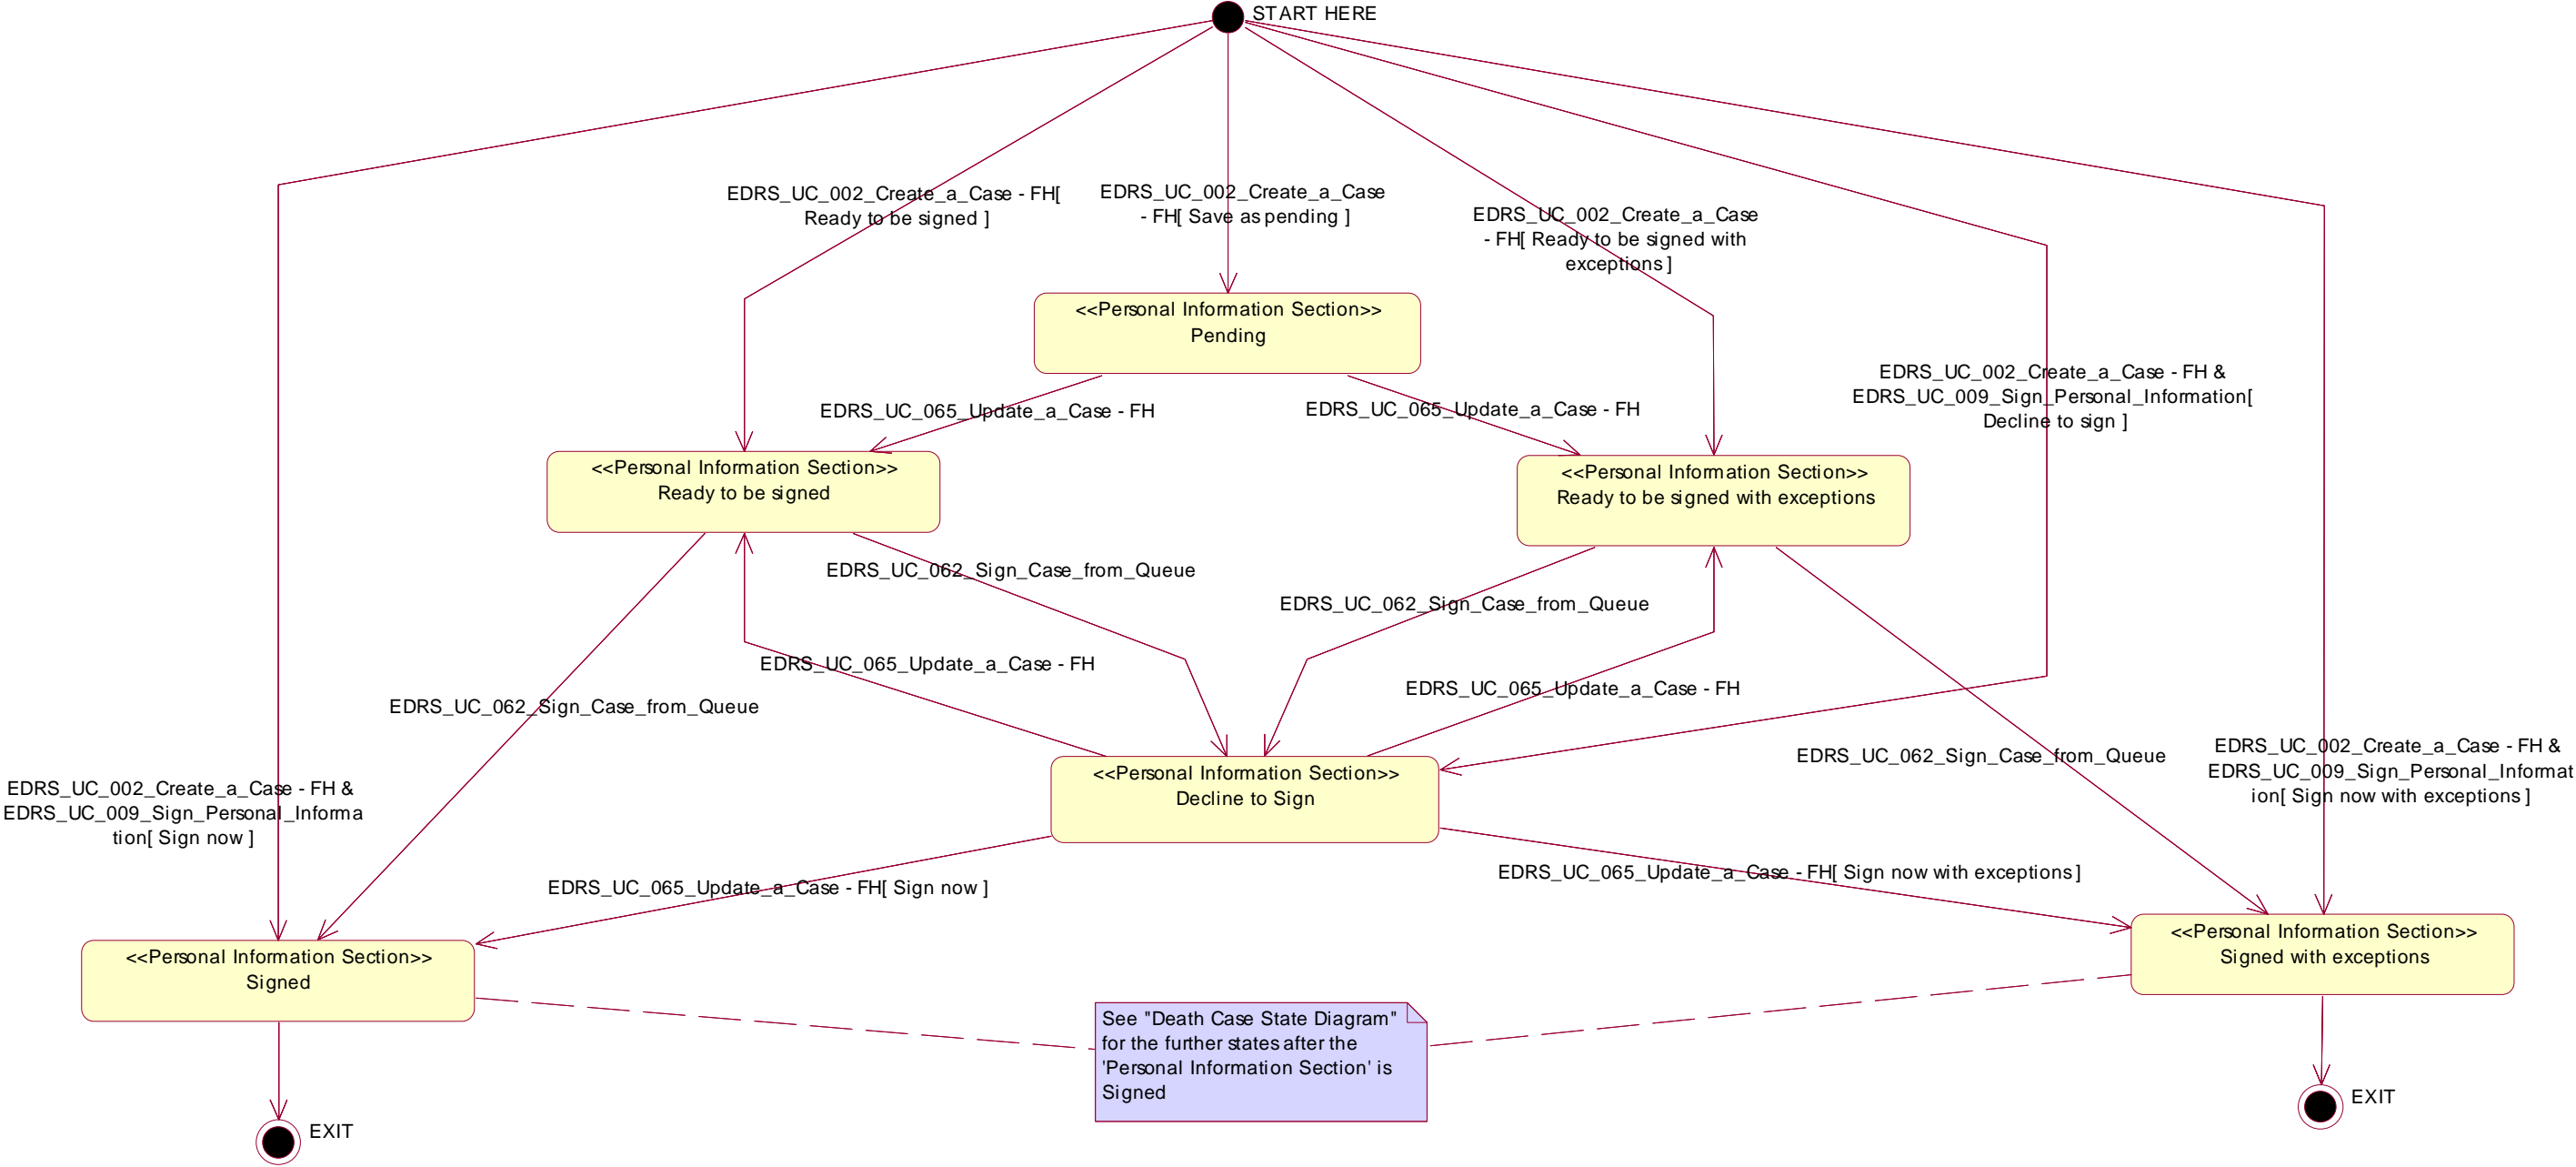 START HERE
EDRS_UC_002_Create_a_Case - FH[
Ready to be signed ]
EDRS_UC_002_Create_a_Case
- FH[ Save as pending ]
EDRS_UC_002_Create_a_Case
- FH[ Ready to be signed with
exceptions ]
<<Personal Information Section>>
Pending
EDRS_UC_002_Create_a_Case - FH &
EDRS_UC_009_Sign_Personal_Information[
Decline to sign ]
EDRS_UC_065_Update_a_Case - FH
EDRS_UC_065_Update_a_Case - FH
<<Personal Information Section>>
Ready to be signed
<<Personal Information Section>>
Ready to be signed with exceptions
EDRS_UC_062_Sign_Case_from_Queue
EDRS_UC_062_Sign_Case_from_Queue
EDRS_UC_065_Update_a_Case - FH
EDRS_UC_065_Update_a_Case - FH
EDRS_UC_062_Sign_Case_from_Queue
EDRS_UC_062_Sign_Case_from_Queue
EDRS_UC_002_Create_a_Case - FH &
EDRS_UC_009_Sign_Personal_Informat
ion[ Sign now with exceptions ]
<<Personal Information Section>>
Decline to Sign
EDRS_UC_002_Create_a_Case - FH &
EDRS_UC_009_Sign_Personal_Informa
tion[ Sign now ]
EDRS_UC_065_Update_a_Case - FH[ Sign now ]
EDRS_UC_065_Update_a_Case - FH[ Sign now with exceptions ]
<<Personal Information Section>>
Signed
<<Personal Information Section>>
Signed with exceptions
See "Death Case State Diagram"
for the further states after the
'Personal Information Section' is
Signed
EXIT
EXIT